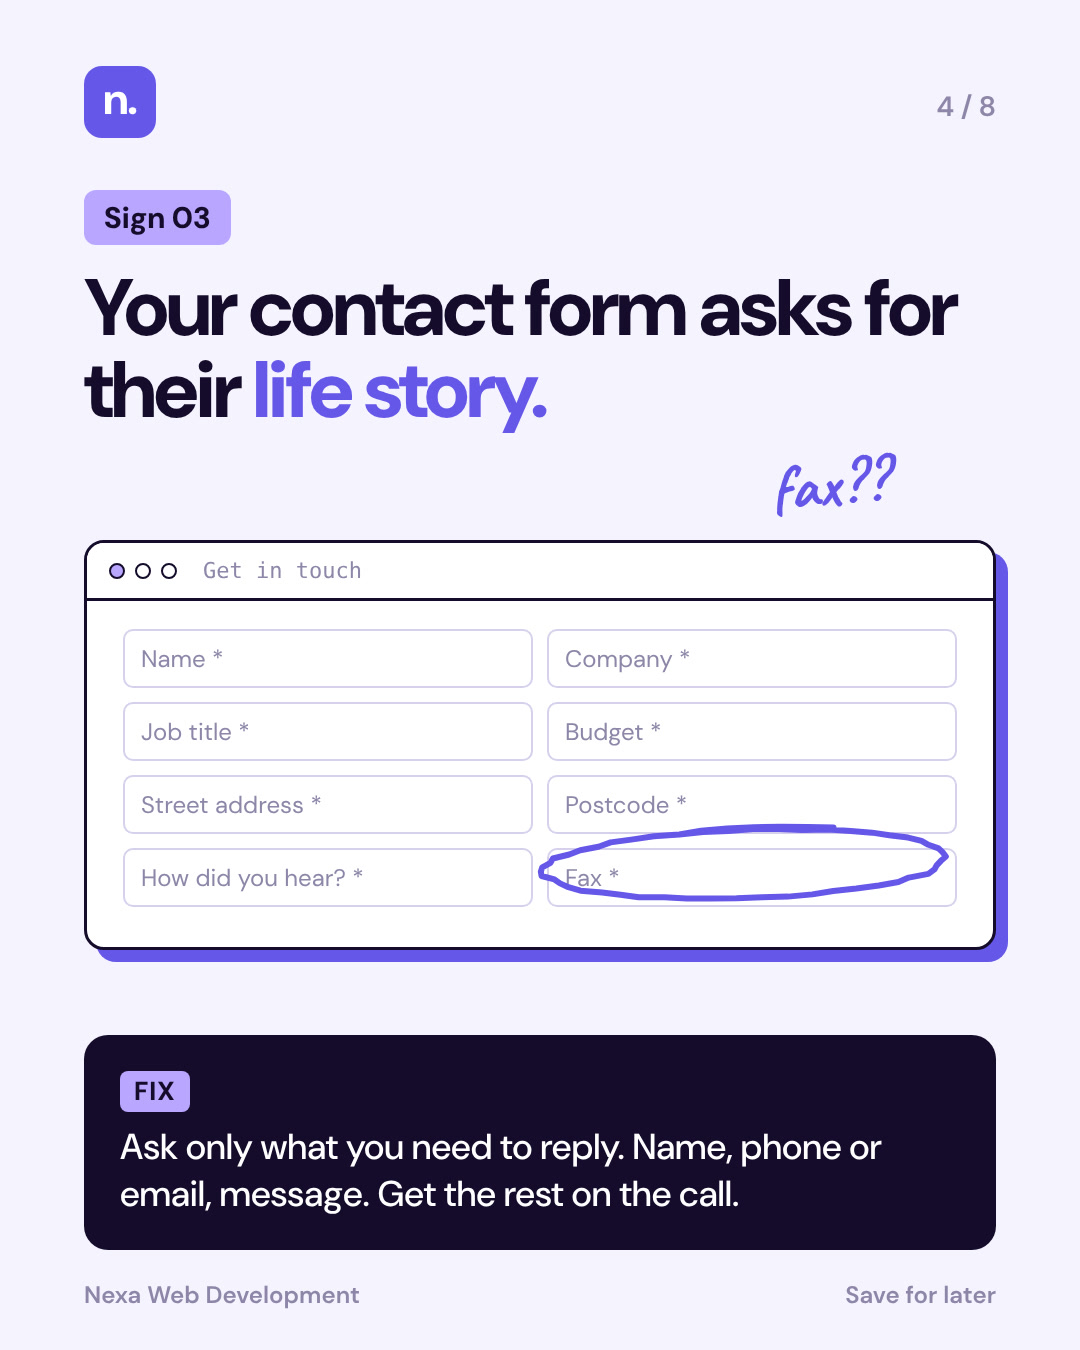 n.
4 / 8
Sign 03
Your contact form asks for
their life story.
fax??
Get in touch
Name *
Company *
Job title *
Budget *
Street address *
Postcode *
How did you hear? *
Fax *
FIX
Ask only what you need to reply. Name, phone or
email, message. Get the rest on the call.
Nexa Web Development
Save for later